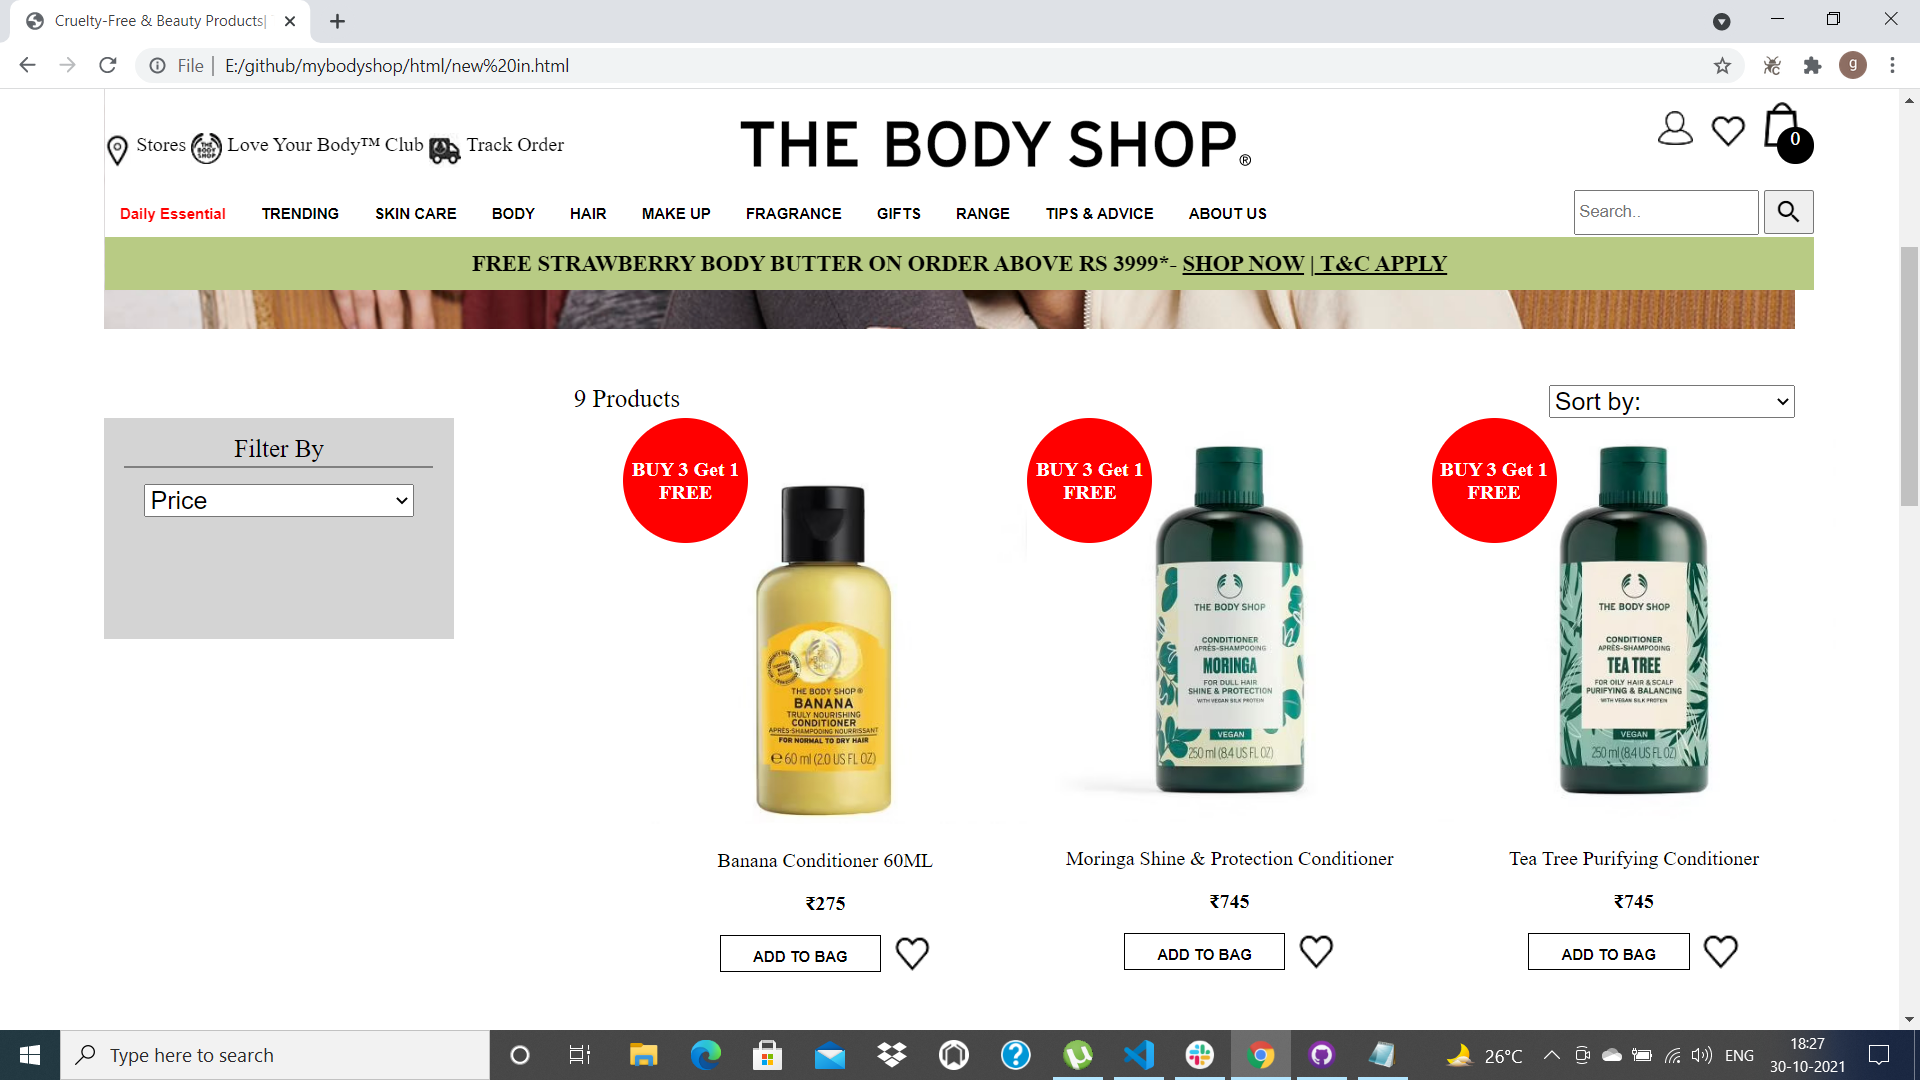 Cruelty-Free & Beauty Products|
File | E:/github/mybodyshop/html/new%20in.html
g
Stores Love Your Body™ Club Track Order
THE BODY SHOP®
0
Daily Essential TRENDING SKIN CARE BODY HAIR MAKE UP FRAGRANCE GIFTS RANGE TIPS & ADVICE ABOUT US
Search..
FREE STRAWBERRY BODY BUTTER ON ORDER ABOVE RS 3999*- SHOP NOW | T&C APPLY
9 Products
Sort by:
Filter By
Price
BUY 3 Get 1
FREE
THE BODY SHOP®
BANANA
TRULY NOURISHING
CONDITIONER
APRÈS-SHAMPOOING NOURRISSANT
FOR NORMAL TO DRY HAIR
℮ 60 ml (2.0 US FL OZ)
Banana Conditioner 60ML
₹275
ADD TO BAG
BUY 3 Get 1
FREE
THE BODY SHOP
CONDITIONER
APRÈS-SHAMPOOING
MORINGA
FOR DULL HAIR
SHINE & PROTECTION
WITH VEGAN SILK PROTEIN
VEGAN
250 ml (8.4 US FL OZ)
Moringa Shine & Protection Conditioner
₹745
ADD TO BAG
BUY 3 Get 1
FREE
THE BODY SHOP
CONDITIONER
APRÈS-SHAMPOOING
TEA TREE
FOR OILY HAIR & SCALP
PURIFYING & BALANCING
WITH VEGAN SILK PROTEIN
VEGAN
250 ml (8.4 US FL OZ)
Tea Tree Purifying Conditioner
₹745
ADD TO BAG
Type here to search
26°C
ENG
18:27
30-10-2021